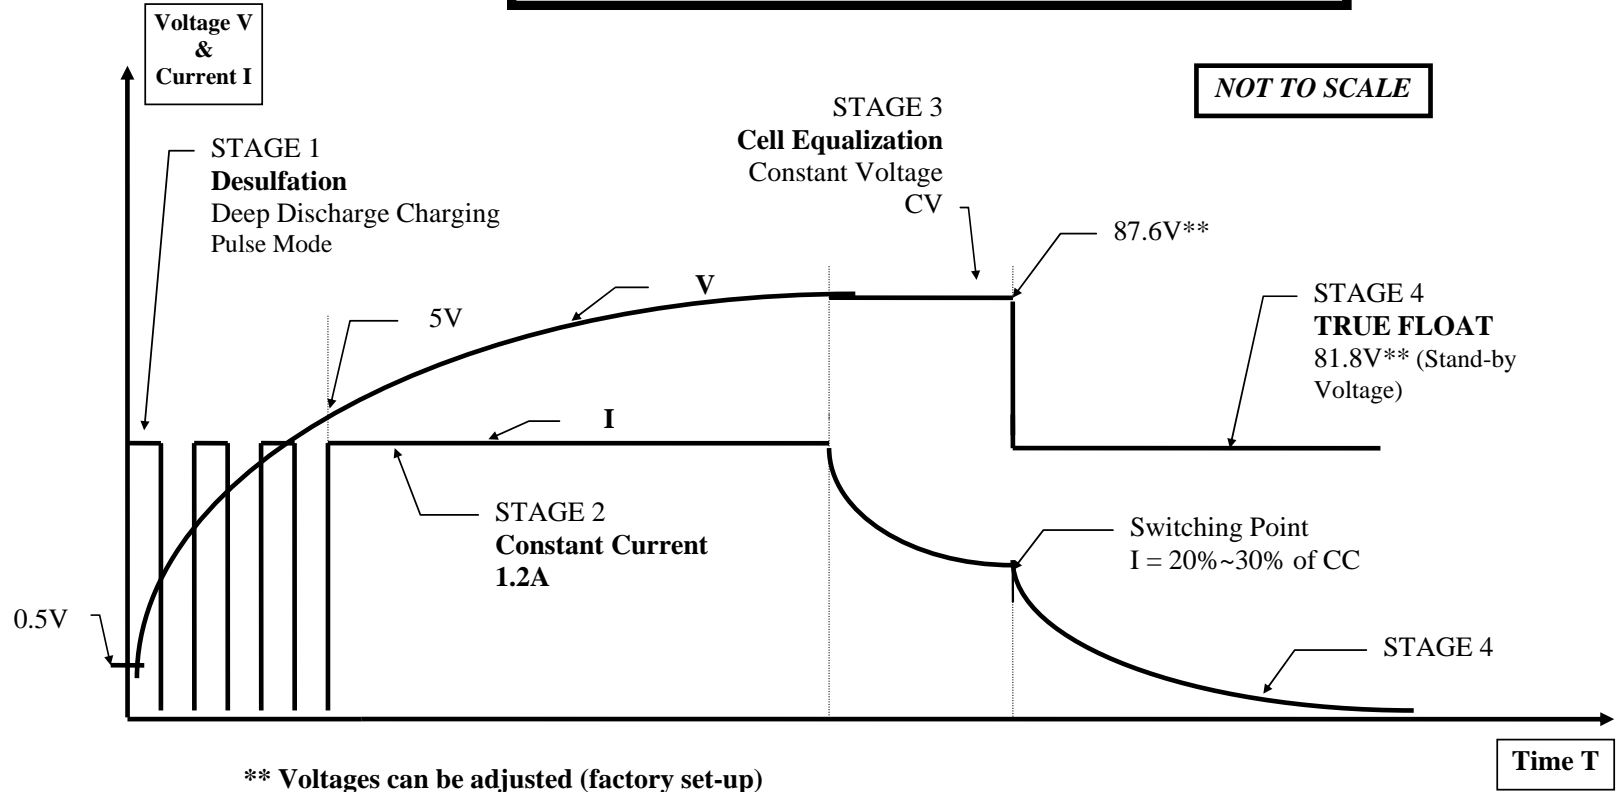 Voltage V
&
Current I
NOT TO SCALE
STAGE 1
Desulfation
Deep Discharge Charging
Pulse Mode
STAGE 3
Cell Equalization
Constant Voltage
CV
87.6V**
V
5V
STAGE 4
TRUE FLOAT
81.8V** (Stand-by
Voltage)
I
STAGE 2
Constant Current
1.2A
Switching Point
I = 20%~30% of CC
0.5V
STAGE 4
Time T
** Voltages can be adjusted (factory set-up)